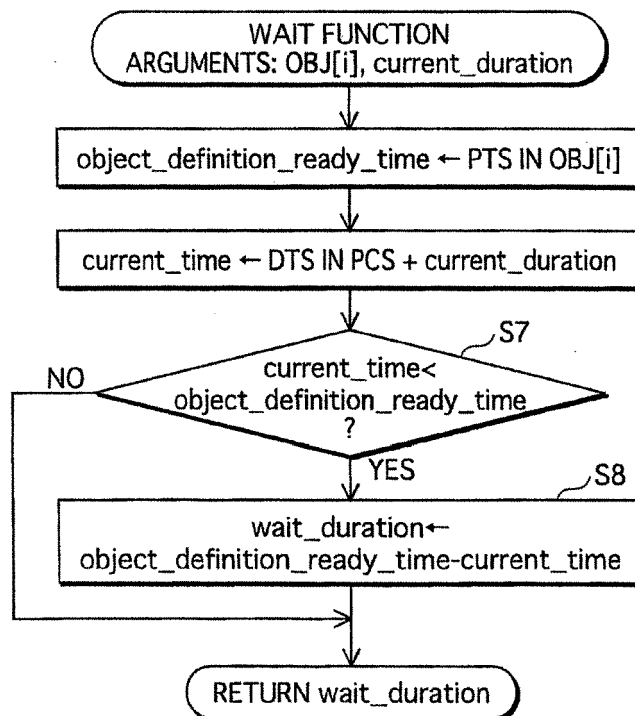 WAIT FUNCTION
ARGUMENTS: OBJ[i], current_duration
object_definition_ready_time ← PTS IN OBJ[i]
current_time ← DTS IN PCS + current_duration
S7
NO
current_time<
object_definition_ready_time
?
YES
S8
wait_duration←
object_definition_ready_time-current_time
RETURN wait_duration